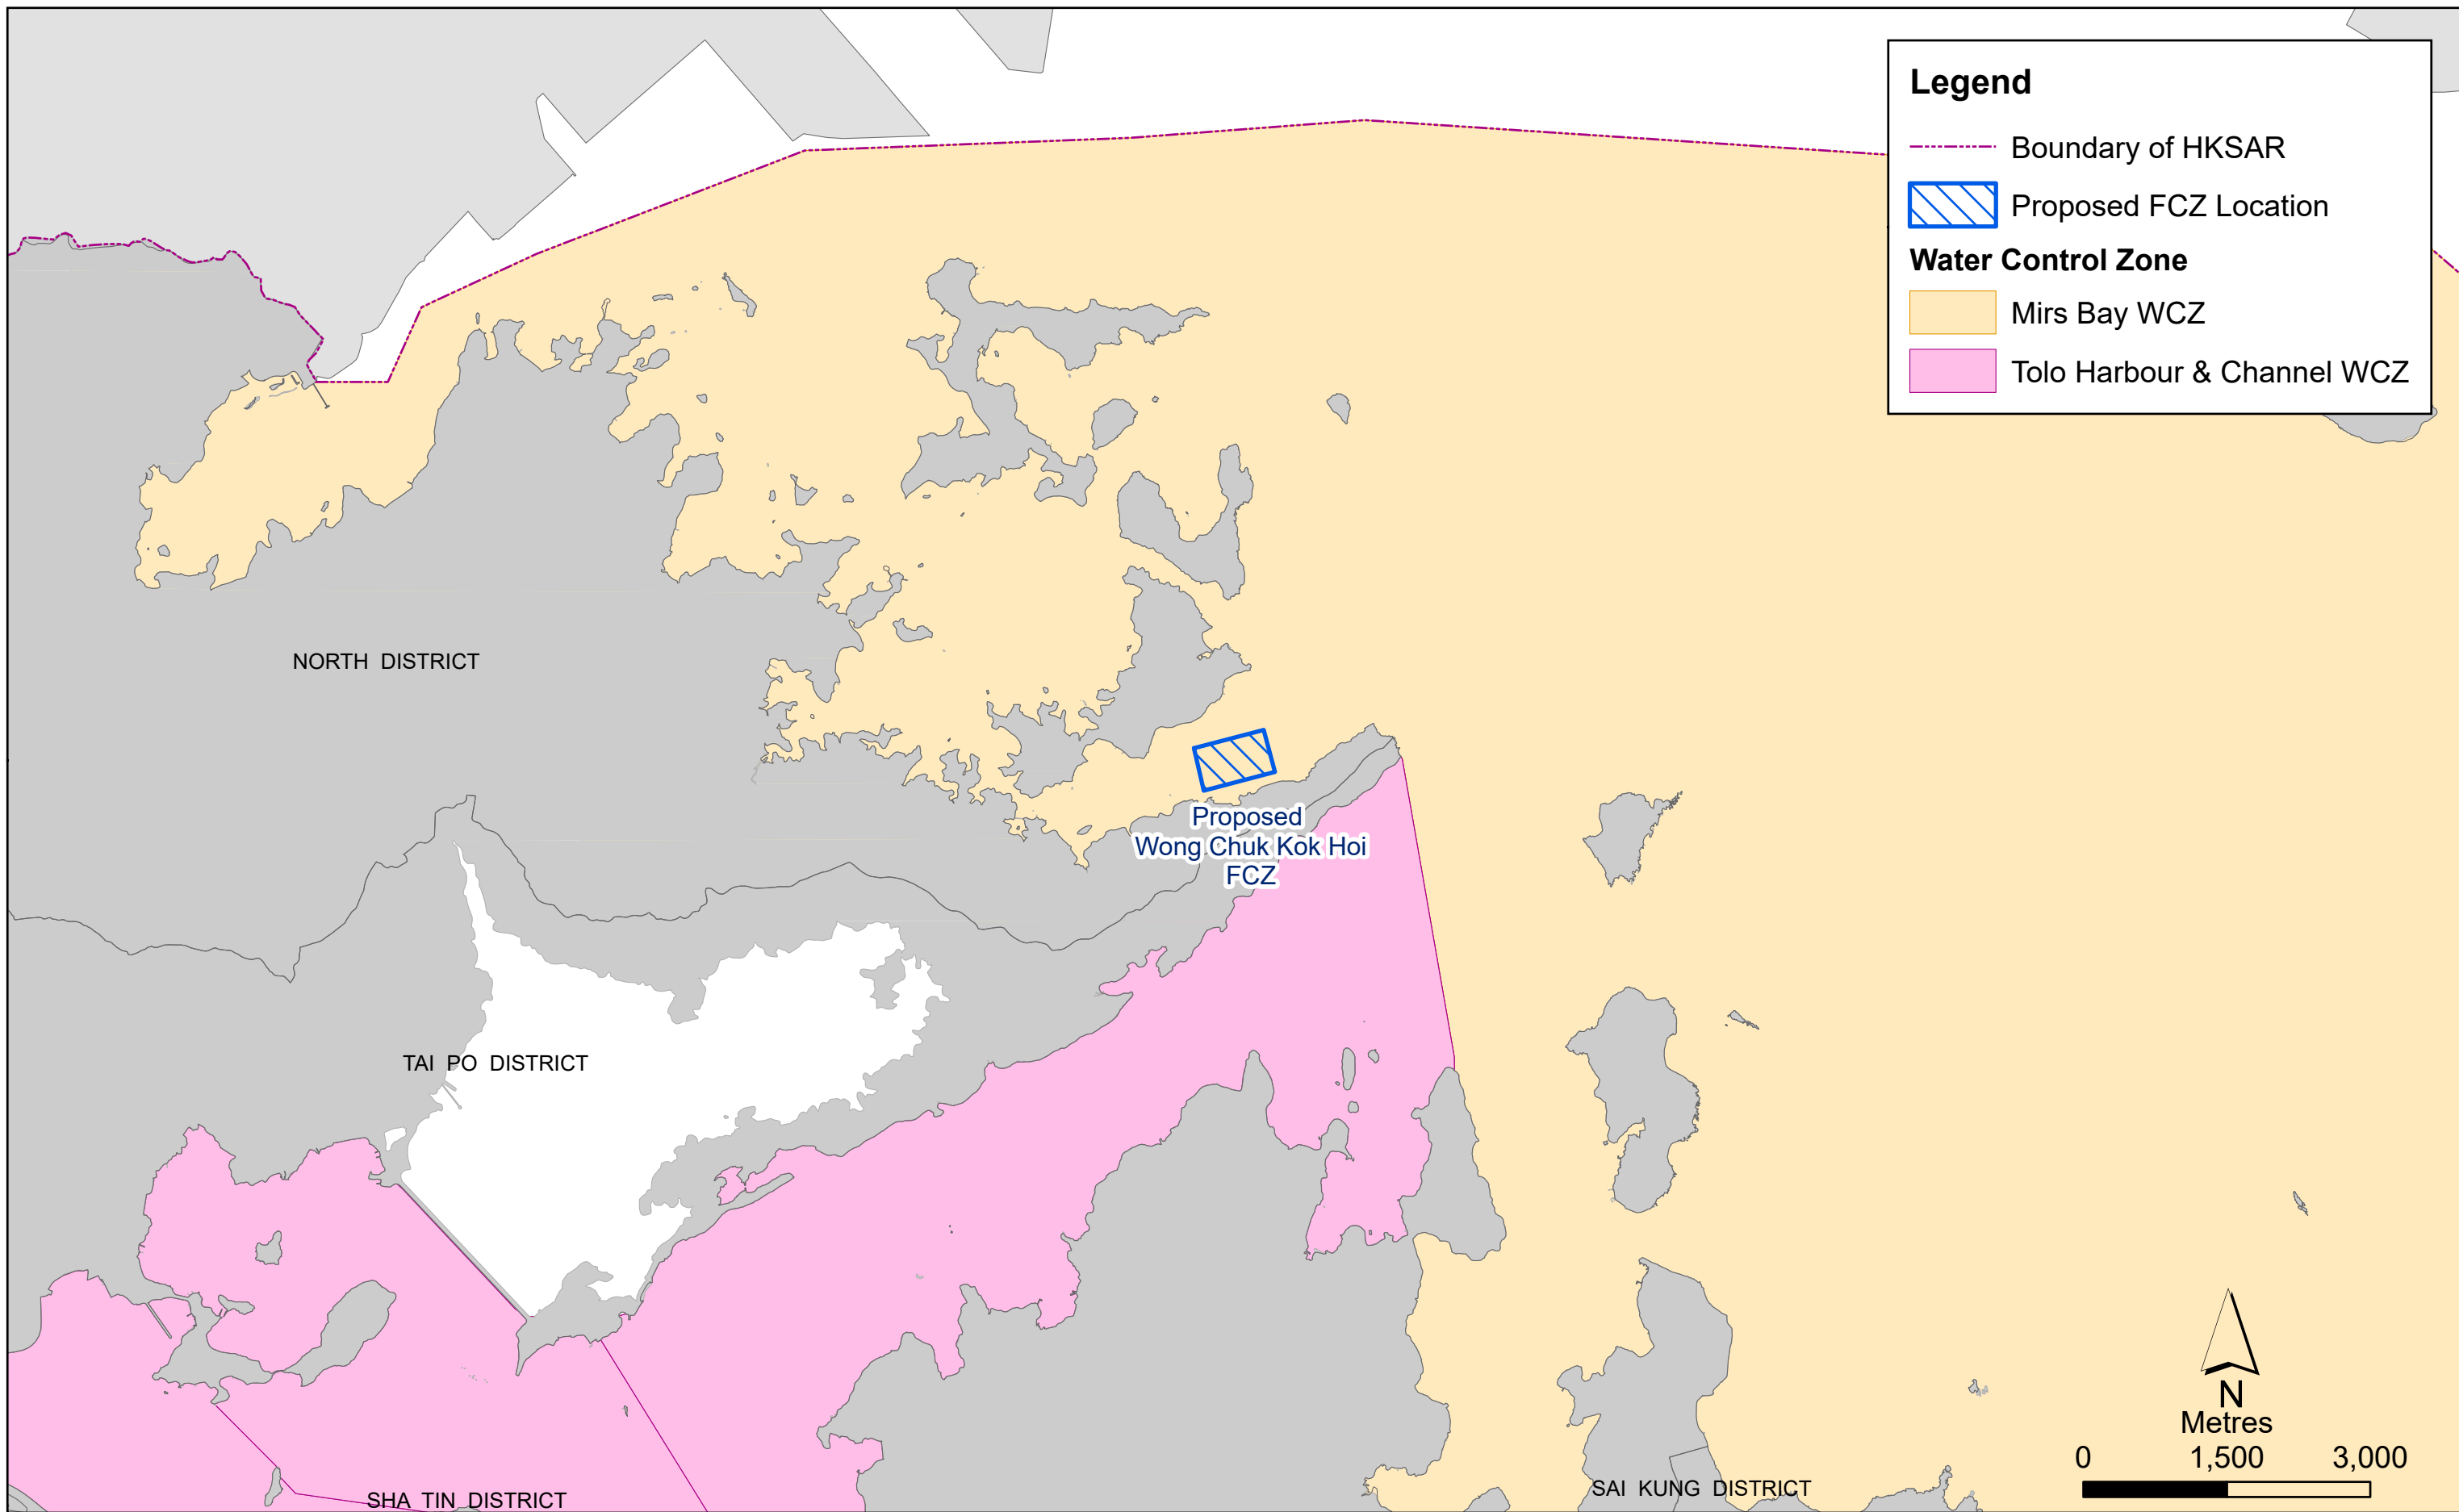 Legend
Boundary of HKSAR
Proposed FCZ Location
Water Control Zone
Mirs Bay WCZ
Tolo Harbour & Channel WCZ
NORTH DISTRICT
Proposed
Wong Chuk Kok Hoi
FCZ
TAI PO DISTRICT
N
Metres
0 1,500 3,000
SAI KUNG DISTRICT
SHA TIN DISTRICT